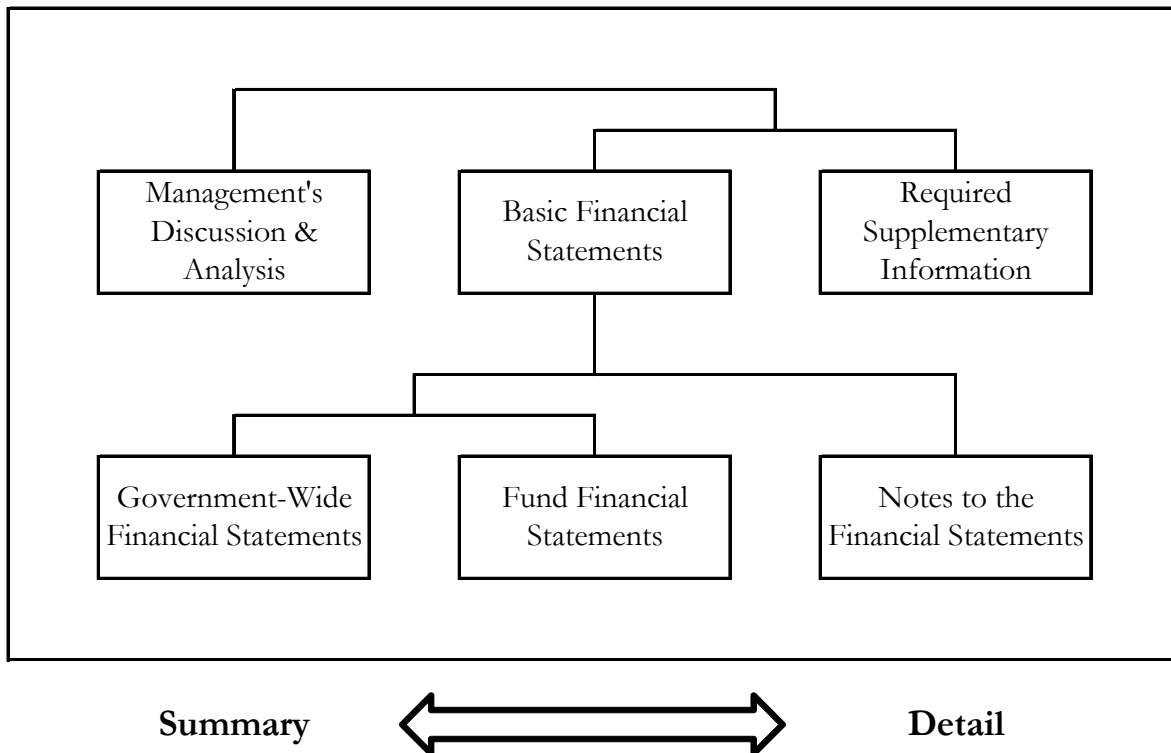 Management's
Discussion &
Analysis
Basic Financial
Statements
Required
Supplementary
Information
Government-Wide
Financial Statements
Fund Financial
Statements
Notes to the
Financial Statements
Summary
Detail